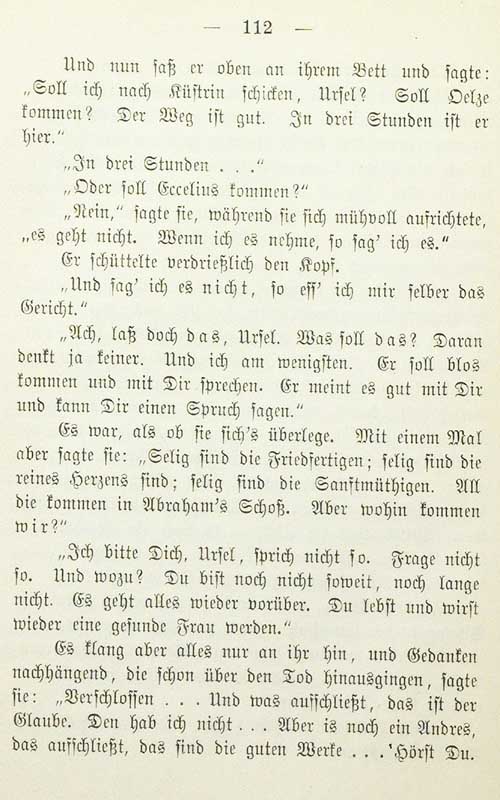 — 112 —
Und nun saß er oben an ihrem Bett und sagte:
„Soll ich nach Küstrin schicken, Ursel? Soll Oelze
kommen? Der Weg ist gut. In drei Stunden ist er
hier.“
„In drei Stunden . . .“
„Oder soll Eccelius kommen?“
„Nein,“ sagte sie, während sie sich mühvoll aufrichtete,
„es geht nicht. Wenn ich es nehme, so sag' ich es.“
Er schüttelte verdrießlich den Kopf.
„Und sag' ich es nicht, so ess' ich mir selber das
Gericht.“
„Ach, laß doch das, Ursel. Was soll das? Daran
denkt ja keiner. Und ich am wenigsten. Er soll blos
kommen und mit Dir sprechen. Er meint es gut mit Dir
und kann Dir einen Spruch sagen.“
Es war, als ob sie sich's überlege. Mit einem Mal
aber sagte sie: „Selig sind die Friedfertigen; selig sind die
reines Herzens sind; selig sind die Sanftmüthigen. All
die kommen in Abraham's Schoß. Aber wohin kommen
wir?“
„Ich bitte Dich, Ursel, sprich nicht so. Frage nicht
so. Und wozu? Du bist noch nicht soweit, noch lange
nicht. Es geht alles wieder vorüber. Du lebst und wirst
wieder eine gesunde Frau werden.“
Es klang aber alles nur an ihr hin, und Gedanken
nachhängend, die schon über den Tod hinausgingen, sagte
sie: „Verschlossen . . . Und was aufschließt, das ist der
Glaube. Den hab ich nicht . . . Aber is noch ein Andres,
das aufschließt, das sind die guten Werke . . . 'Hörst Du.